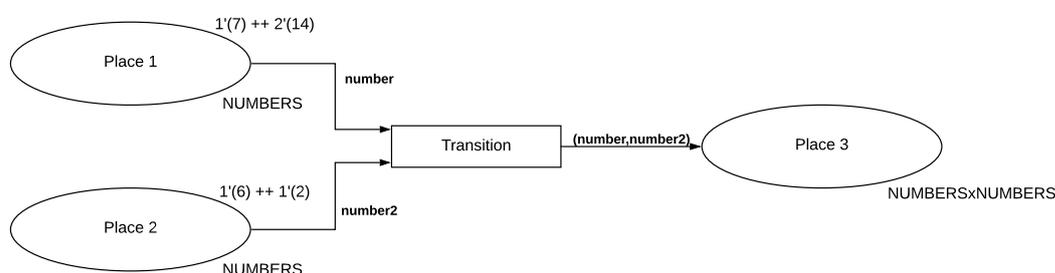 1'(7) ++ 2'(14)
Place 1
number
NUMBERS
Transition
(number,number2)
Place 3
1'(6) ++ 1'(2)
NUMBERSxNUMBERS
number2
Place 2
NUMBERS